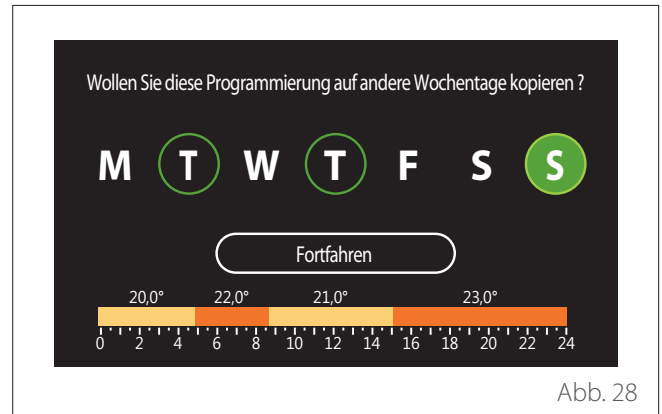 Wollen Sie diese Programmierung auf andere Wochentage kopieren ?
M T W T F S S
Fortfahren
20,0° 22,0° 21,0° 23,0°
0 2 4 6 8 10 12 14 16 18 20 22 24
Abb. 28